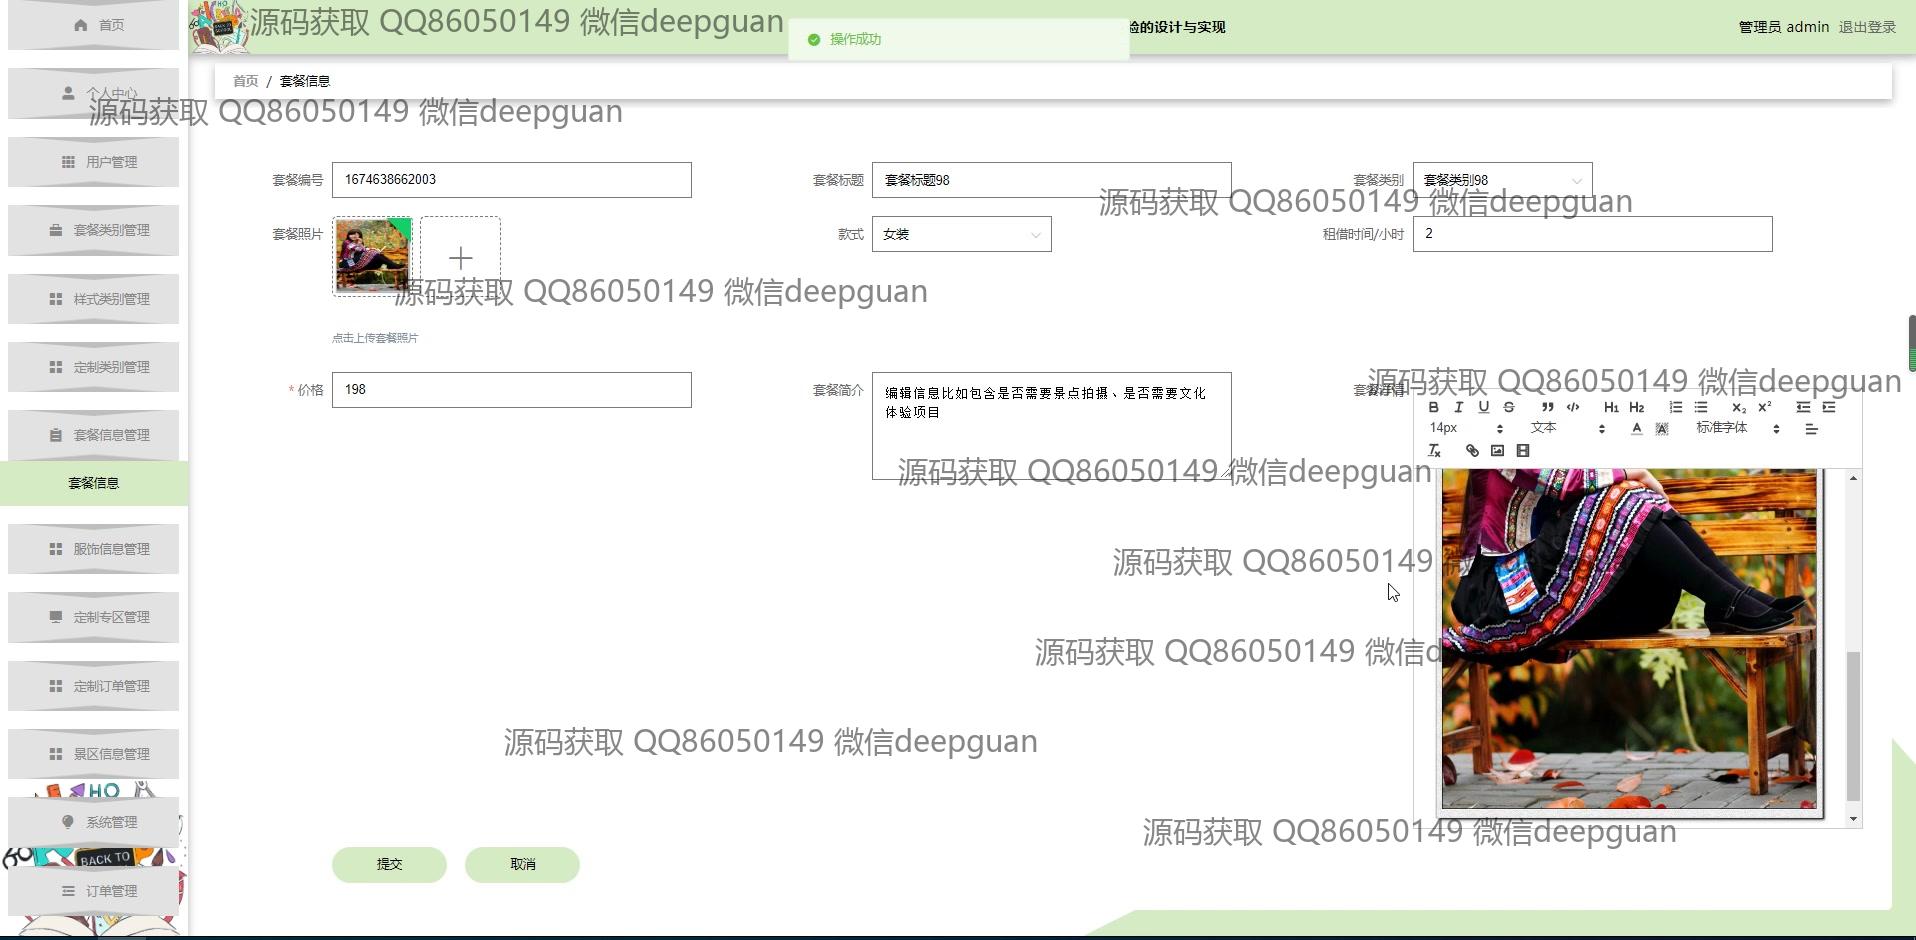 首页
个人中心
用户管理
套餐类别管理
样式类别管理
定制类别管理
套餐信息管理
套餐信息
服饰信息管理
定制专区管理
定制订单管理
景区信息管理
系统管理
订单管理
HO
BACK TO
源码获取 QQ86050149 微信deepguan
操作成功
验的设计与实现
管理员 admin 退出登录
首页 / 套餐信息
源码获取 QQ86050149 微信deepguan
套餐编号 1674638662003 套餐标题 套餐标题98 套餐类别 套餐类别98
源码获取 QQ86050149 微信deepguan
套餐照片 款式 女装 租借时间/小时 2
源码获取 QQ86050149 微信deepguan
点击上传套餐照片
源码获取 QQ86050149 微信deepguan
* 价格 198 套餐简介 编辑信息比如包含是否需要景点拍摄、是否需要文化
体验项目
套餐详情
B I U S H1 H2 X2 X2
14px 文本 A A 标准字体
Tx
源码获取 QQ86050149 微信deepguan
源码获取 QQ86050149 微
源码获取 QQ86050149 微信d
源码获取 QQ86050149 微信deepguan
源码获取 QQ86050149 微信deepguan
提交 取消